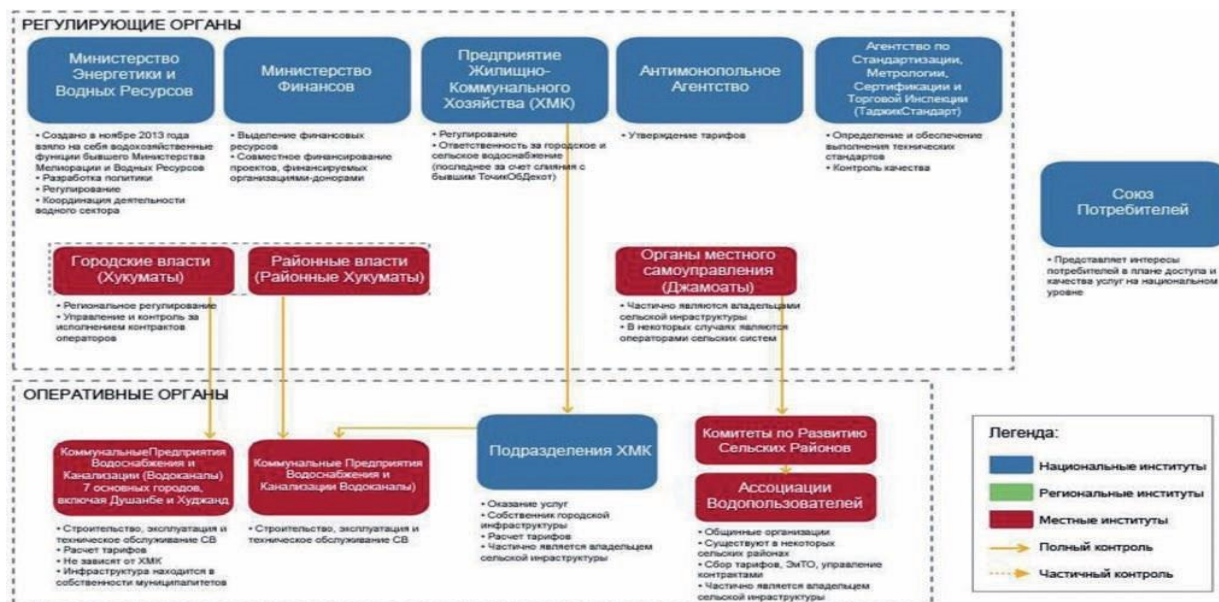 РЕГУЛИРУЮЩИЕ ОРГАНЫ
Министерство
Энергетики и
Водных Ресурсов
• Создано в ноябре 2013 года
взяло на себя водохозяйственные
функции бывшего Министерства
Мелиорации и Водных Ресурсов
• Разработка политики
• Регулирование
• Координация деятельности
водного сектора
Министерство
Финансов
• Выделение финансовых
ресурсов
• Совместное финансирование
проектов, финансируемых
организациями-донорами
Предприятие
Жилищно-
Коммунального
Хозяйства (ХМК)
• Регулирование
• Ответственность за городское и
сельское водоснабжение
(последнее за счет слияния с
бывшим ТочикОбДехот)
Антимонопольное
Агентство
• Утверждение тарифов
Агентство по
Стандартизации,
Метрологии,
Сертификации и
Торговой Инспекции
(ТаджикСтандарт)
• Определение и обеспечение
выполнения технических
стандартов
• Контроль качества
Союз
Потребителей
• Представляет интересы
потребителей в плане доступа и
качества услуг на национальном
уровне
Городские власти
(Хукуматы)
Районные власти
(Районные Хукуматы)
• Региональное регулирование
• Управление и контроль за
исполнением контрактов
операторов
Органы местного
самоуправления
(Джамоаты)
• Частично являются владельцами
сельской инраструктуры
• В некоторых случаях являются
операторами сельских систем
ОПЕРАТИВНЫЕ ОРГАНЫ
КоммунальныеПредприятия
Водоснабжения и
Канализации (Водоканалы)
7 основных городов,
включая Душанбе и Худжанд
• Строительство, эксплуатация и
техническое обслуживание СВ
• Расчет тарифов
• Не зависят от ХМК
• Инфраструктура находится в
собственности муниципалитетов
Коммунальные Предприятия
Водоснабжения и
Канализации Водоканалы)
• Строительство, эксплуатация и
техническое обслуживание СВ
Подразделения ХМК
• Оказание услуг
• Собственник городской
инфраструктуры
• Расчет тарифов
• Частично является владельцем
сельской инраструктуры
Комитеты по Развитию
Сельских Районов
Ассоциации
Водопользователей
• Общинные организации
• Существуют в некоторых
сельских районах
• Сбор тарифов, ЭиТО, управление
контрактами
• Частично является владельцем
сельской инраструктуры
Легенда:
Национальные институты
Региональные институты
Местные институты
Полный контроль
Частичный контроль